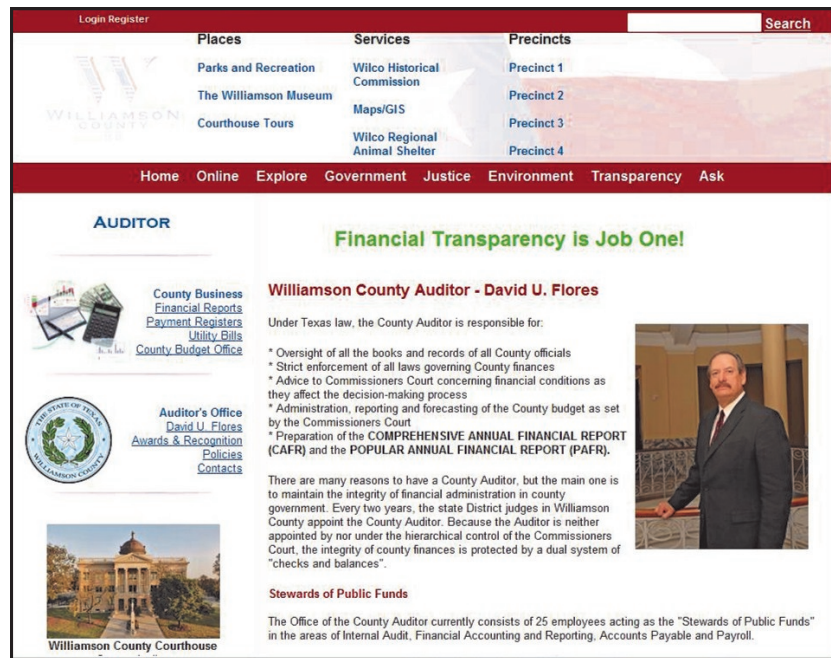 Login Register
Search
Places
Parks and Recreation
The Williamson Museum
Courthouse Tours
Services
Wilco Historical
Commission
Maps/GIS
Wilco Regional
Animal Shelter
Precincts
Precinct 1
Precinct 2
Precinct 3
Precinct 4
WILLIAMSON
COUNTY
Home Online Explore Government Justice Environment Transparency Ask
AUDITOR
County Business
Financial Reports
Payment Registers
Utility Bills
County Budget Office
THE STATE OF TEXAS
WILLIAMSON COUNTY
Auditor's Office
David U. Flores
Awards & Recognition
Policies
Contacts
Williamson County Courthouse
Financial Transparency is Job One!
Williamson County Auditor - David U. Flores
Under Texas law, the County Auditor is responsible for:
* Oversight of all the books and records of all County officials
* Strict enforcement of all laws governing County finances
* Advice to Commissioners Court concerning financial conditions as
they affect the decision-making process
* Administration, reporting and forecasting of the County budget as set
by the Commissioners Court
* Preparation of the COMPREHENSIVE ANNUAL FINANCIAL REPORT
(CAFR) and the POPULAR ANNUAL FINANCIAL REPORT (PAFR).
There are many reasons to have a County Auditor, but the main one is
to maintain the integrity of financial administration in county
government. Every two years, the state District judges in Williamson
County appoint the County Auditor. Because the Auditor is neither
appointed by nor under the hierarchical control of the Commissioners
Court, the integrity of county finances is protected by a dual system of
"checks and balances".
Stewards of Public Funds
The Office of the County Auditor currently consists of 25 employees acting as the "Stewards of Public Funds"
in the areas of Internal Audit, Financial Accounting and Reporting, Accounts Payable and Payroll.